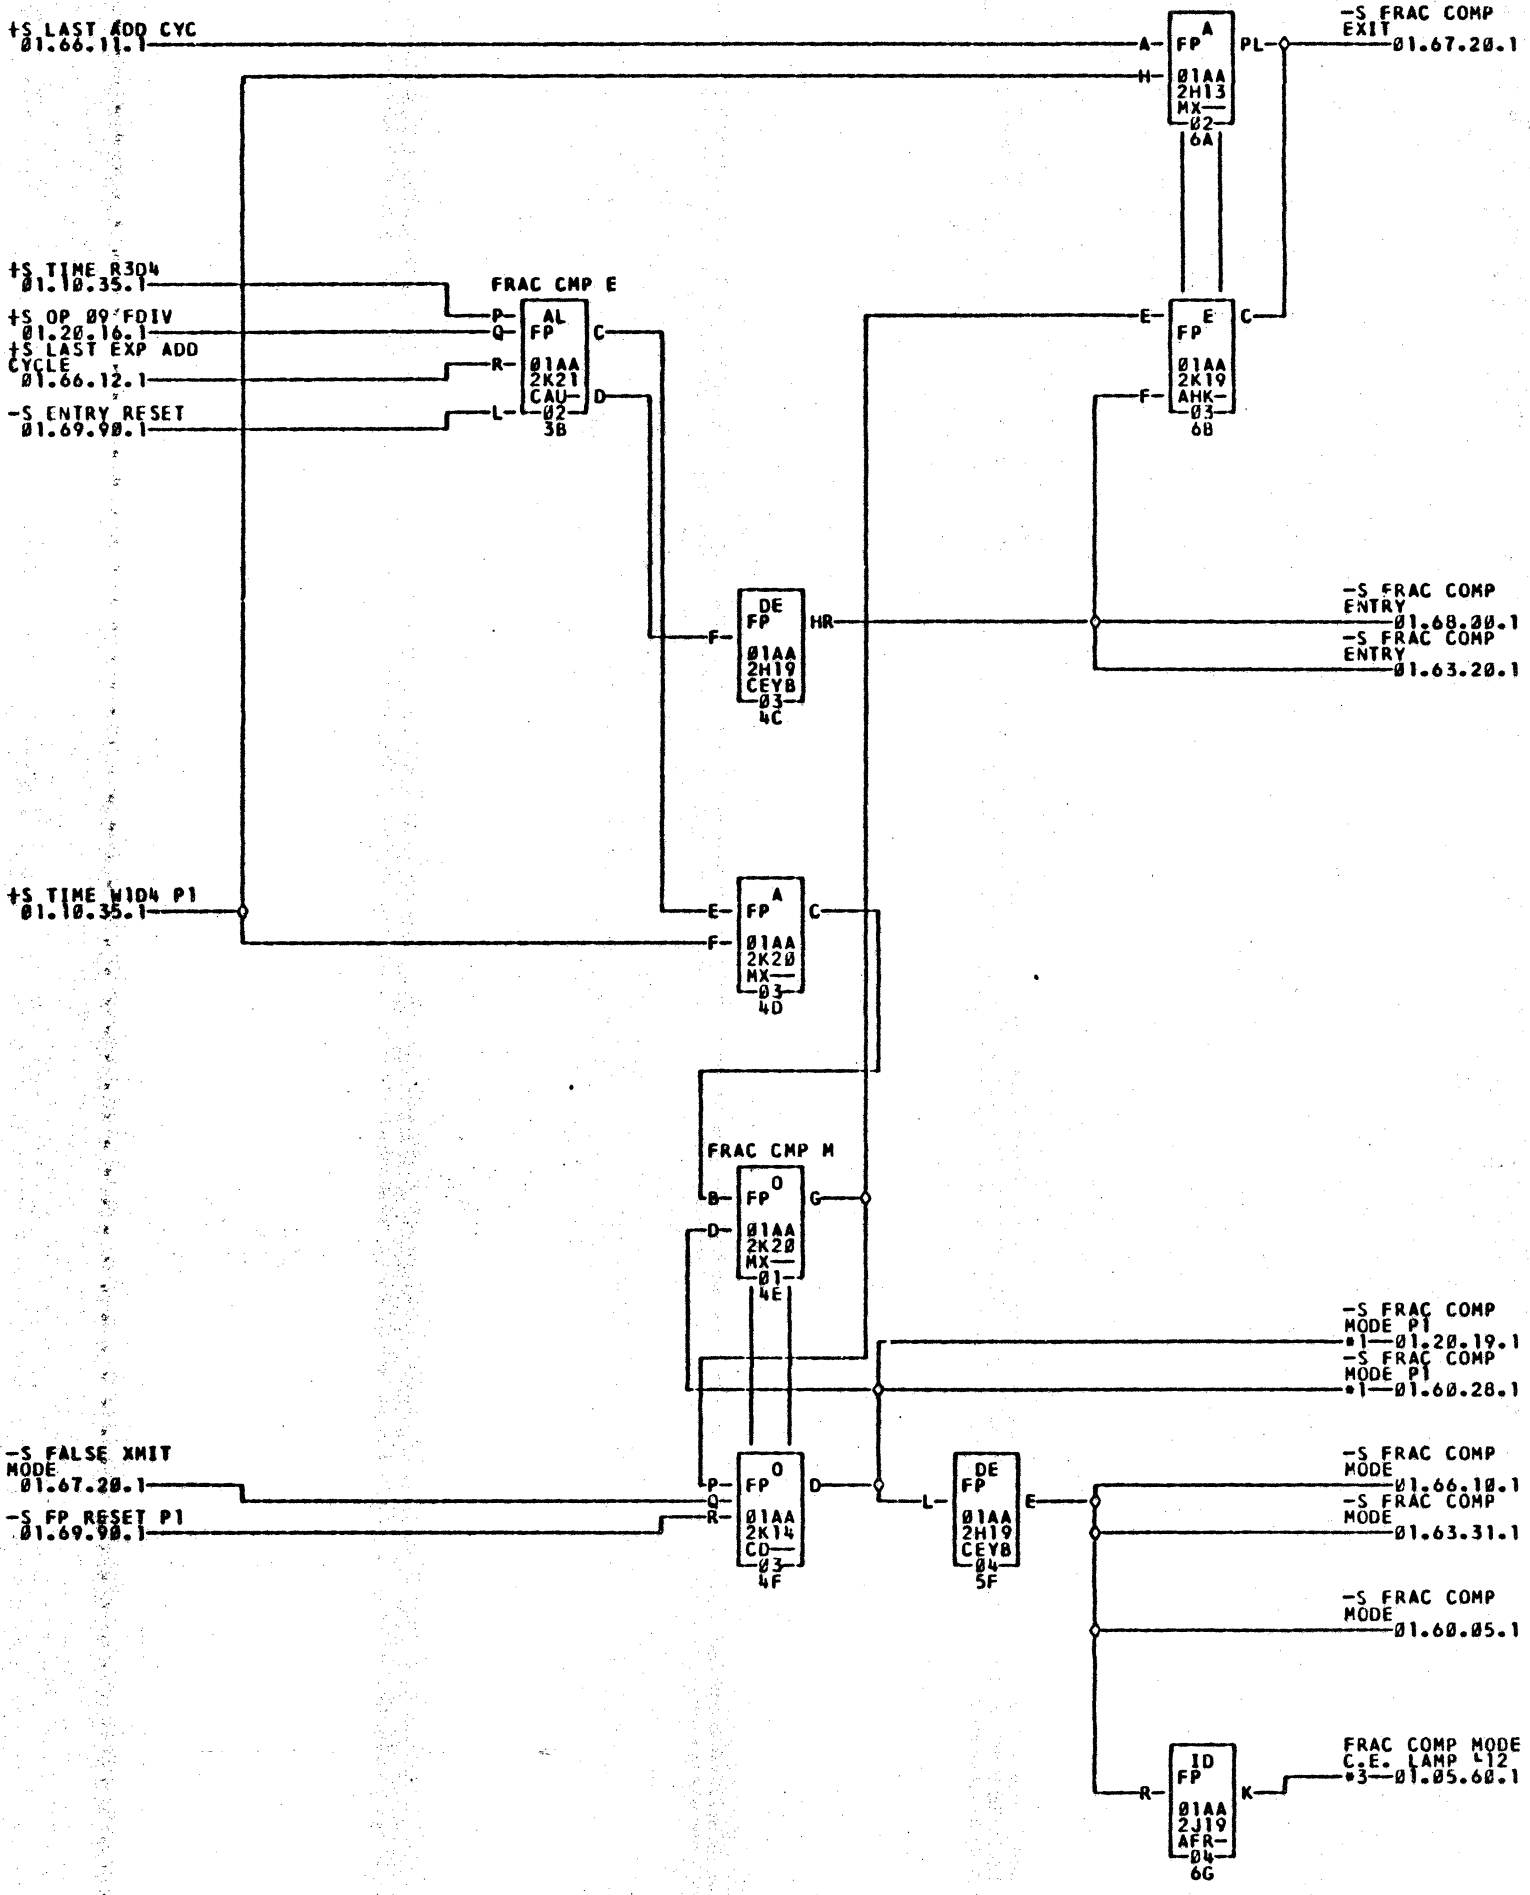 +S LAST ADD CYC
01.66.11.1
A
H
A
FP
01AA
2H13
MX—
02
6A
PL
-S FRAC COMP
EXIT
01.67.20.1
+S TIME R3D4
01.10.35.1
+S OP 09 FDIV
01.20.16.1
+S LAST EXP ADD
CYCLE
01.66.12.1
-S ENTRY RESET
01.69.90.1
FRAC CMP E
P
Q
R
L
AL
FP
01AA
2K21
CAU-
02
3B
C
D
E
F
E
FP
01AA
2K19
AHK-
03
6B
C
F
DE
FP
01AA
2H19
CEYB
03
4C
HR
-S FRAC COMP
ENTRY
01.68.00.1
-S FRAC COMP
ENTRY
01.63.20.1
+S TIME W1D4 P1
01.10.35.1
E
F
A
FP
01AA
2K20
MX—
03
4D
C
FRAC CMP M
B
D
O
FP
01AA
2K20
MX—
01
4E
G
-S FRAC COMP
MODE P1
*1—01.20.19.1
-S FRAC COMP
MODE P1
*1—01.60.28.1
-S FALSE XMIT
MODE
01.67.20.1
-S FP RESET P1
01.69.90.1
P
Q
R
O
FP
01AA
2K14
CD—
03
4F
D
L
DE
FP
01AA
2H19
CEYB
04
5F
E
-S FRAC COMP
MODE
01.66.10.1
-S FRAC COMP
MODE
01.63.31.1
-S FRAC COMP
MODE
01.60.05.1
R
ID
FP
01AA
2J19
AFR-
04
6G
K
FRAC COMP MODE
C.E. LAMP L12
*3—01.05.60.1